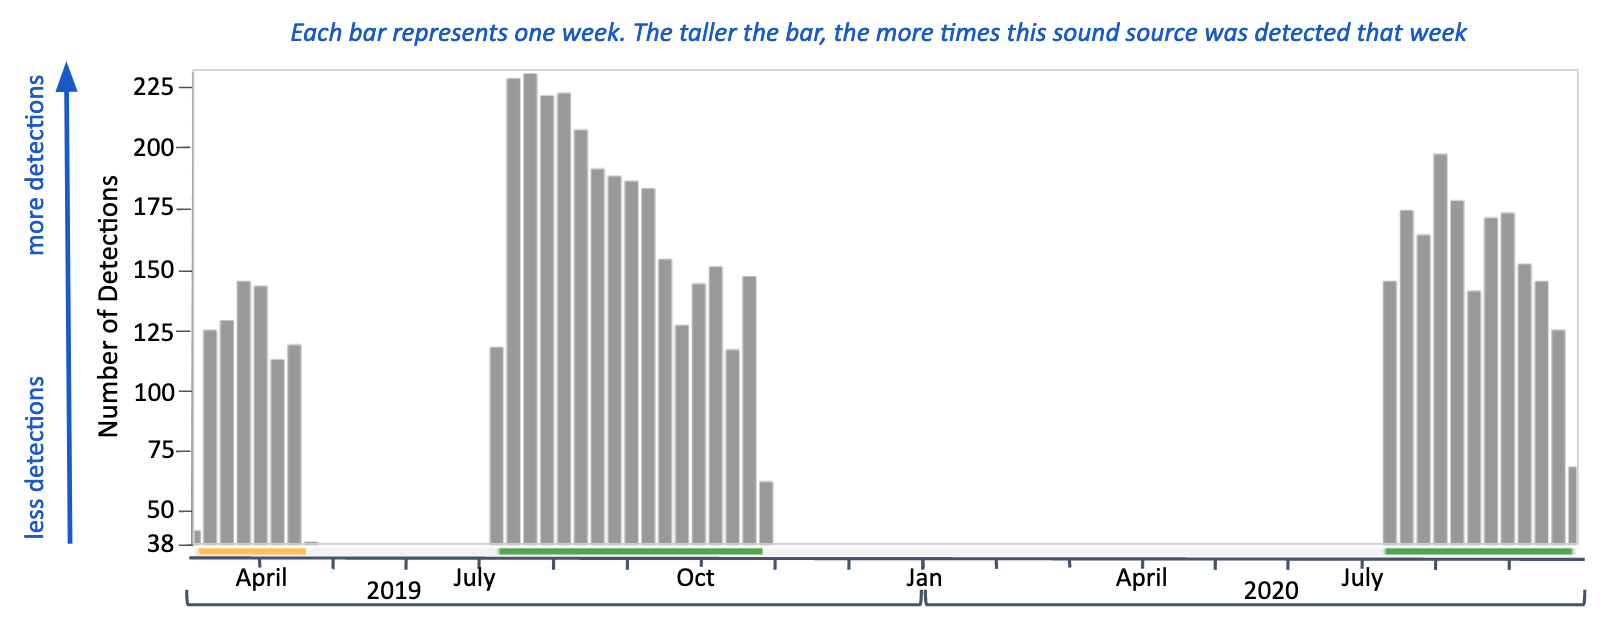 Each bar represents one week. The taller the bar, the more times this sound source was detected that week
more detections
less detections
Number of Detections
225
200
175
150
125
100
75
50
38
April
July
Oct
Jan
April
July
2019
2020